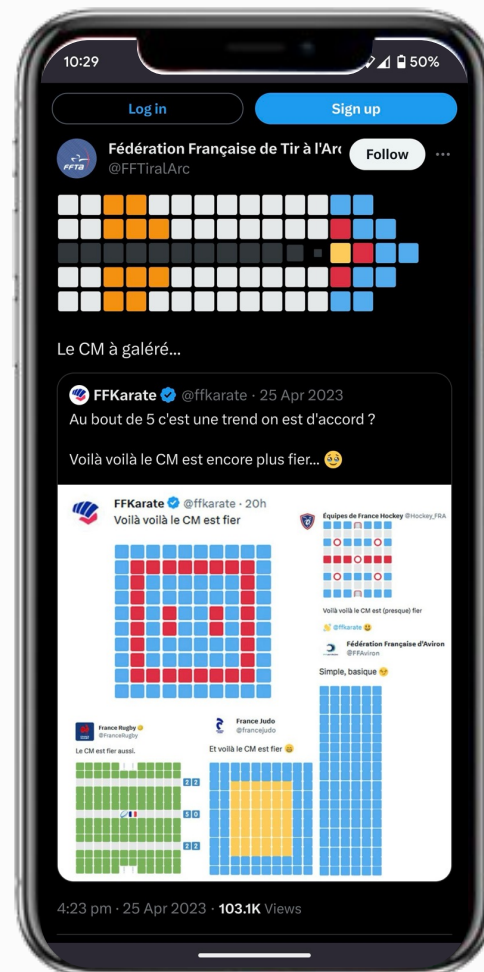 10:29
50%
Log in
Sign up
Fédération Française de Tir à l'Arc
Follow
@FFTiralArc
FFTA
Le CM à galéré...
FFKarate @ffkarate · 25 Apr 2023
Au bout de 5 c'est une trend on est d'accord ?
Voilà voilà le CM est encore plus fier... 🥹
FFKarate @ffkarate · 20h
Voilà voilà le CM est fier
Équipes de France Hockey @Hockey_FRA
Voilà voilà le CM est (presque) fier
@ffkarate
Fédération Française d'Aviron
@FFAviron
Simple, basique
France Rugby
@FranceRugby
Le CM est fier aussi.
22
50
22
France Judo
@francejudo
Et voilà le CM est fier
4:23 pm · 25 Apr 2023 · 103.1K Views